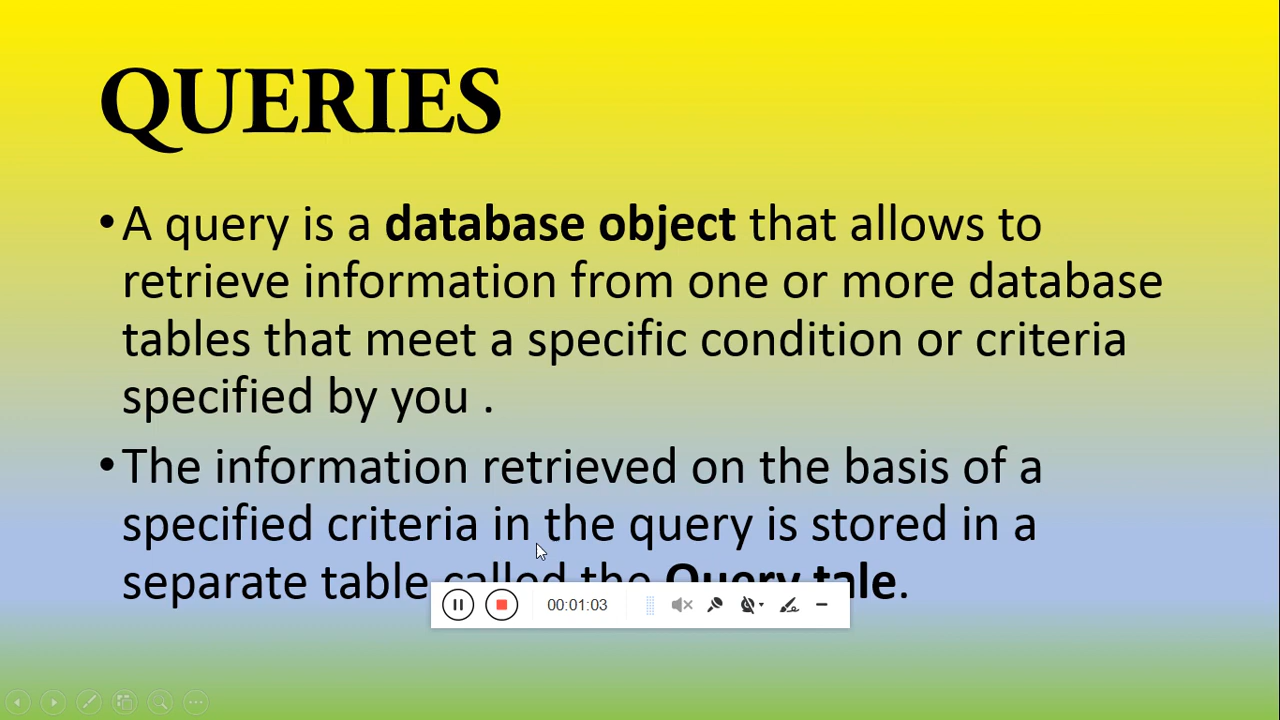 QUERIES
•A query is a database object that allows to
retrieve information from one or more database
tables that meet a specific condition or criteria
specified by you .
•The information retrieved on the basis of a
specified criteria in the query is stored in a
separate table called the Query tale.
00:01:03